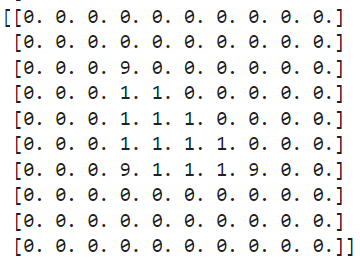 [[0. 0. 0. 0. 0. 0. 0. 0. 0. 0.]
[0. 0. 0. 0. 0. 0. 0. 0. 0. 0.]
[0. 0. 0. 9. 0. 0. 0. 0. 0. 0.]
[0. 0. 0. 1. 1. 0. 0. 0. 0. 0.]
[0. 0. 0. 1. 1. 1. 0. 0. 0. 0.]
[0. 0. 0. 1. 1. 1. 1. 0. 0. 0.]
[0. 0. 0. 9. 1. 1. 1. 9. 0. 0.]
[0. 0. 0. 0. 0. 0. 0. 0. 0. 0.]
[0. 0. 0. 0. 0. 0. 0. 0. 0. 0.]
[0. 0. 0. 0. 0. 0. 0. 0. 0. 0.]]